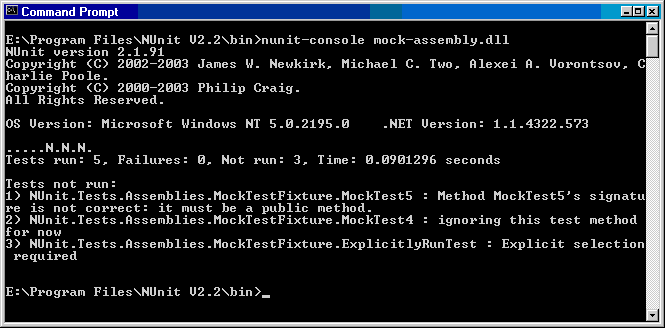 Command Prompt
E:\Program Files\NUnit V2.2\bin>nunit-console mock-assembly.dll
NUnit version 2.1.91
Copyright (C) 2002-2003 James W. Newkirk, Michael C. Two, Alexei A. Vorontsov, C
harlie Poole.
Copyright (C) 2000-2003 Philip Craig.
All Rights Reserved.
OS Version: Microsoft Windows NT 5.0.2195.0    .NET Version: 1.1.4322.573
.....N.N.N.
Tests run: 5, Failures: 0, Not run: 3, Time: 0.0901296 seconds
Tests not run:
1) NUnit.Tests.Assemblies.MockTestFixture.MockTest5 : Method MockTest5's signatu
re is not correct: it must be a public method.
2) NUnit.Tests.Assemblies.MockTestFixture.MockTest4 : ignoring this test method
for now
3) NUnit.Tests.Assemblies.MockTestFixture.ExplicitlyRunTest : Explicit selection
 required
E:\Program Files\NUnit V2.2\bin>_